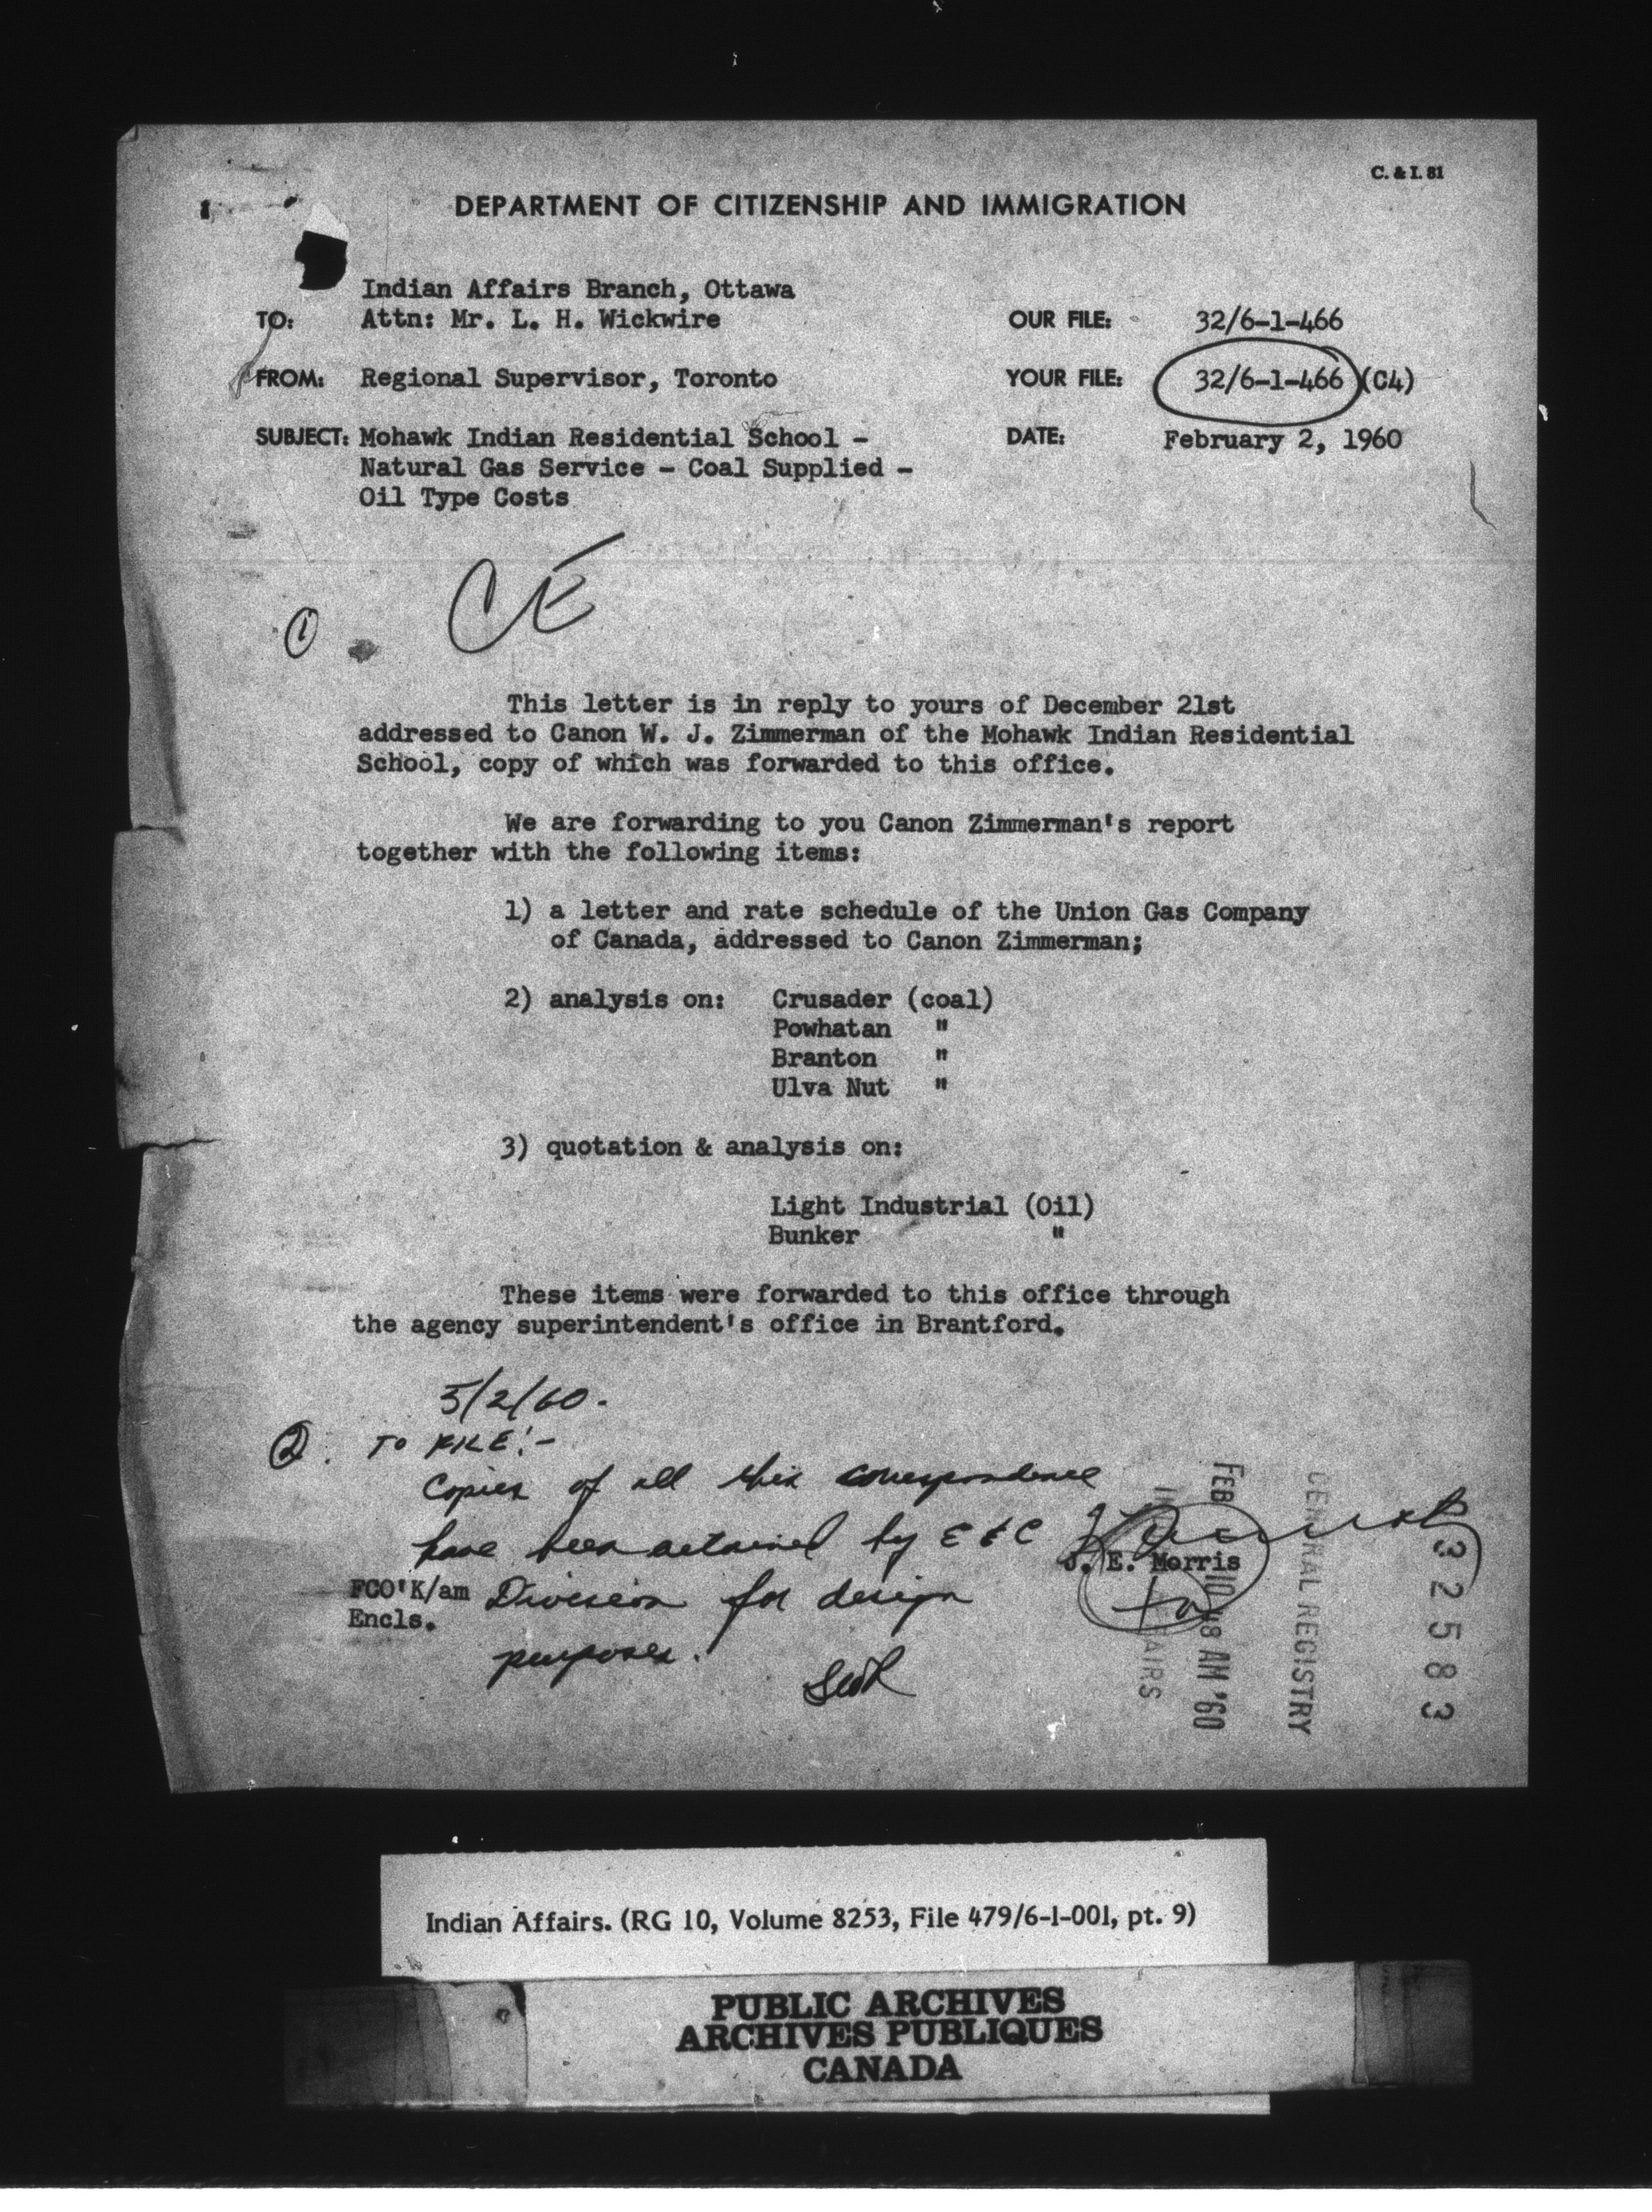 C. & I. 81
DEPARTMENT OF CITIZENSHIP AND IMMIGRATION
Indian Affairs Branch, Ottawa
TO: Attn: Mr. L. H. Wickwire
OUR FILE: 32/6-1-466
FROM: Regional Supervisor, Toronto
YOUR FILE: 32/6-1-466 (C4)
SUBJECT: Mohawk Indian Residential School -
DATE: February 2, 1960
Natural Gas Service - Coal Supplied -
Oil Type Costs
CE
1
This letter is in reply to yours of December 21st
addressed to Canon W. J. Zimmerman of the Mohawk Indian Residential
School, copy of which was forwarded to this office.
We are forwarding to you Canon Zimmerman's report
together with the following items:
1) a letter and rate schedule of the Union Gas Company
of Canada, addressed to Canon Zimmerman;
2) analysis on: Crusader (coal)
Powhatan "
Branton "
Ulva Nut "
3) quotation & analysis on:
Light Industrial (Oil)
Bunker "
These items were forwarded to this office through
the agency superintendent's office in Brantford.
5/2/60.
2. TO FILE:-
Copies of all this correspondence
have been retained by E & C
J. E. Morris
FCO'K/am
Division for design
Encls.
purposes.
FEB 10 AM '60
CENTRAL REGISTRY
32583
Indian Affairs. (RG 10, Volume 8253, File 479/6-1-001, pt. 9)
PUBLIC ARCHIVES
ARCHIVES PUBLIQUES
CANADA